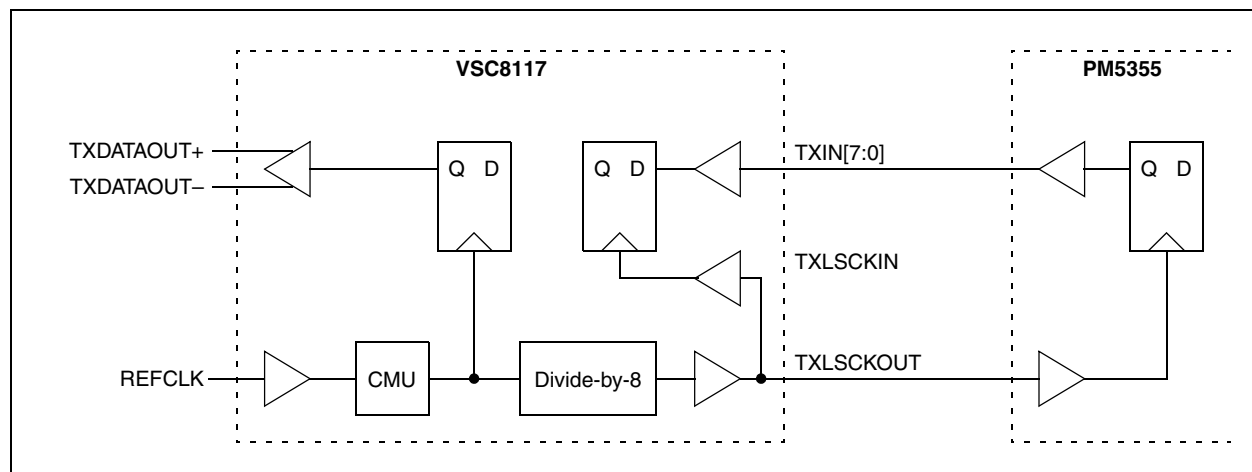 VSC8117
PM5355
TXDATAOUT+
TXDATAOUT–
Q D
Q D
TXIN[7:0]
Q D
TXLSCKIN
REFCLK
CMU
Divide-by-8
TXLSCKOUT